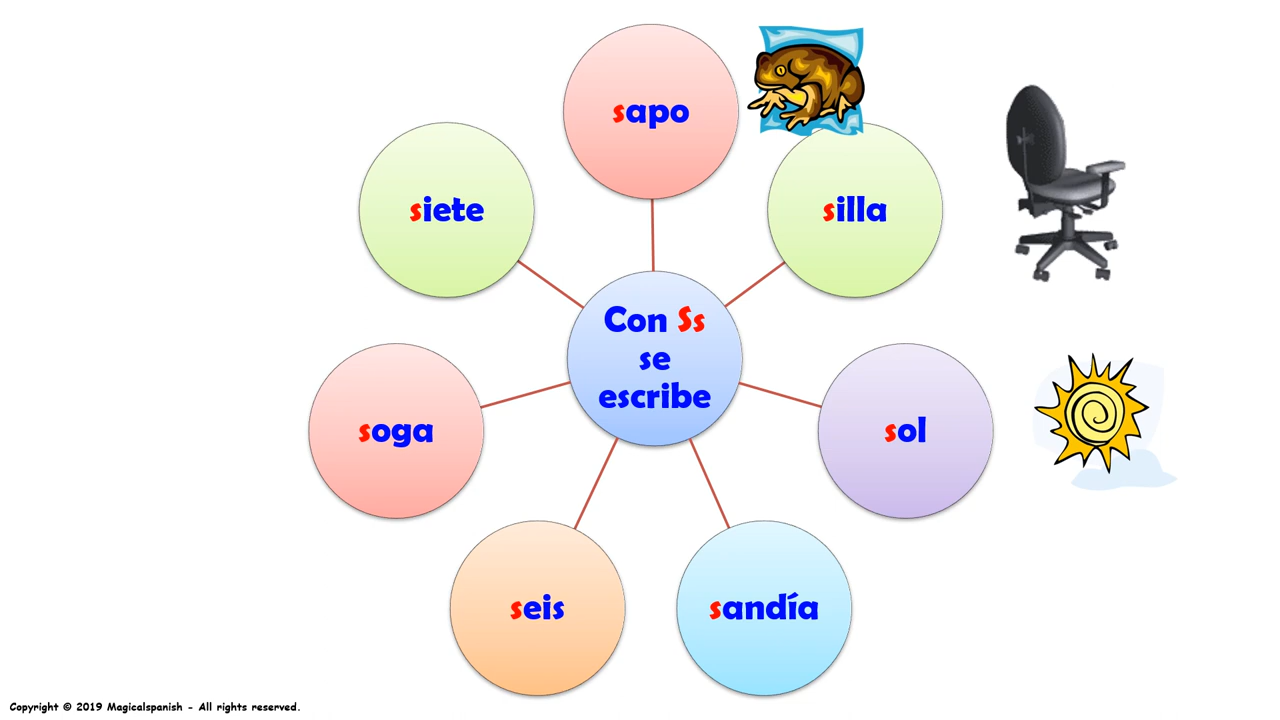 sapo
siete
silla
Con Ss
se
escribe
soga
sol
seis
sandía
Copyright © 2019 Magicalspanish - All rights reserved.